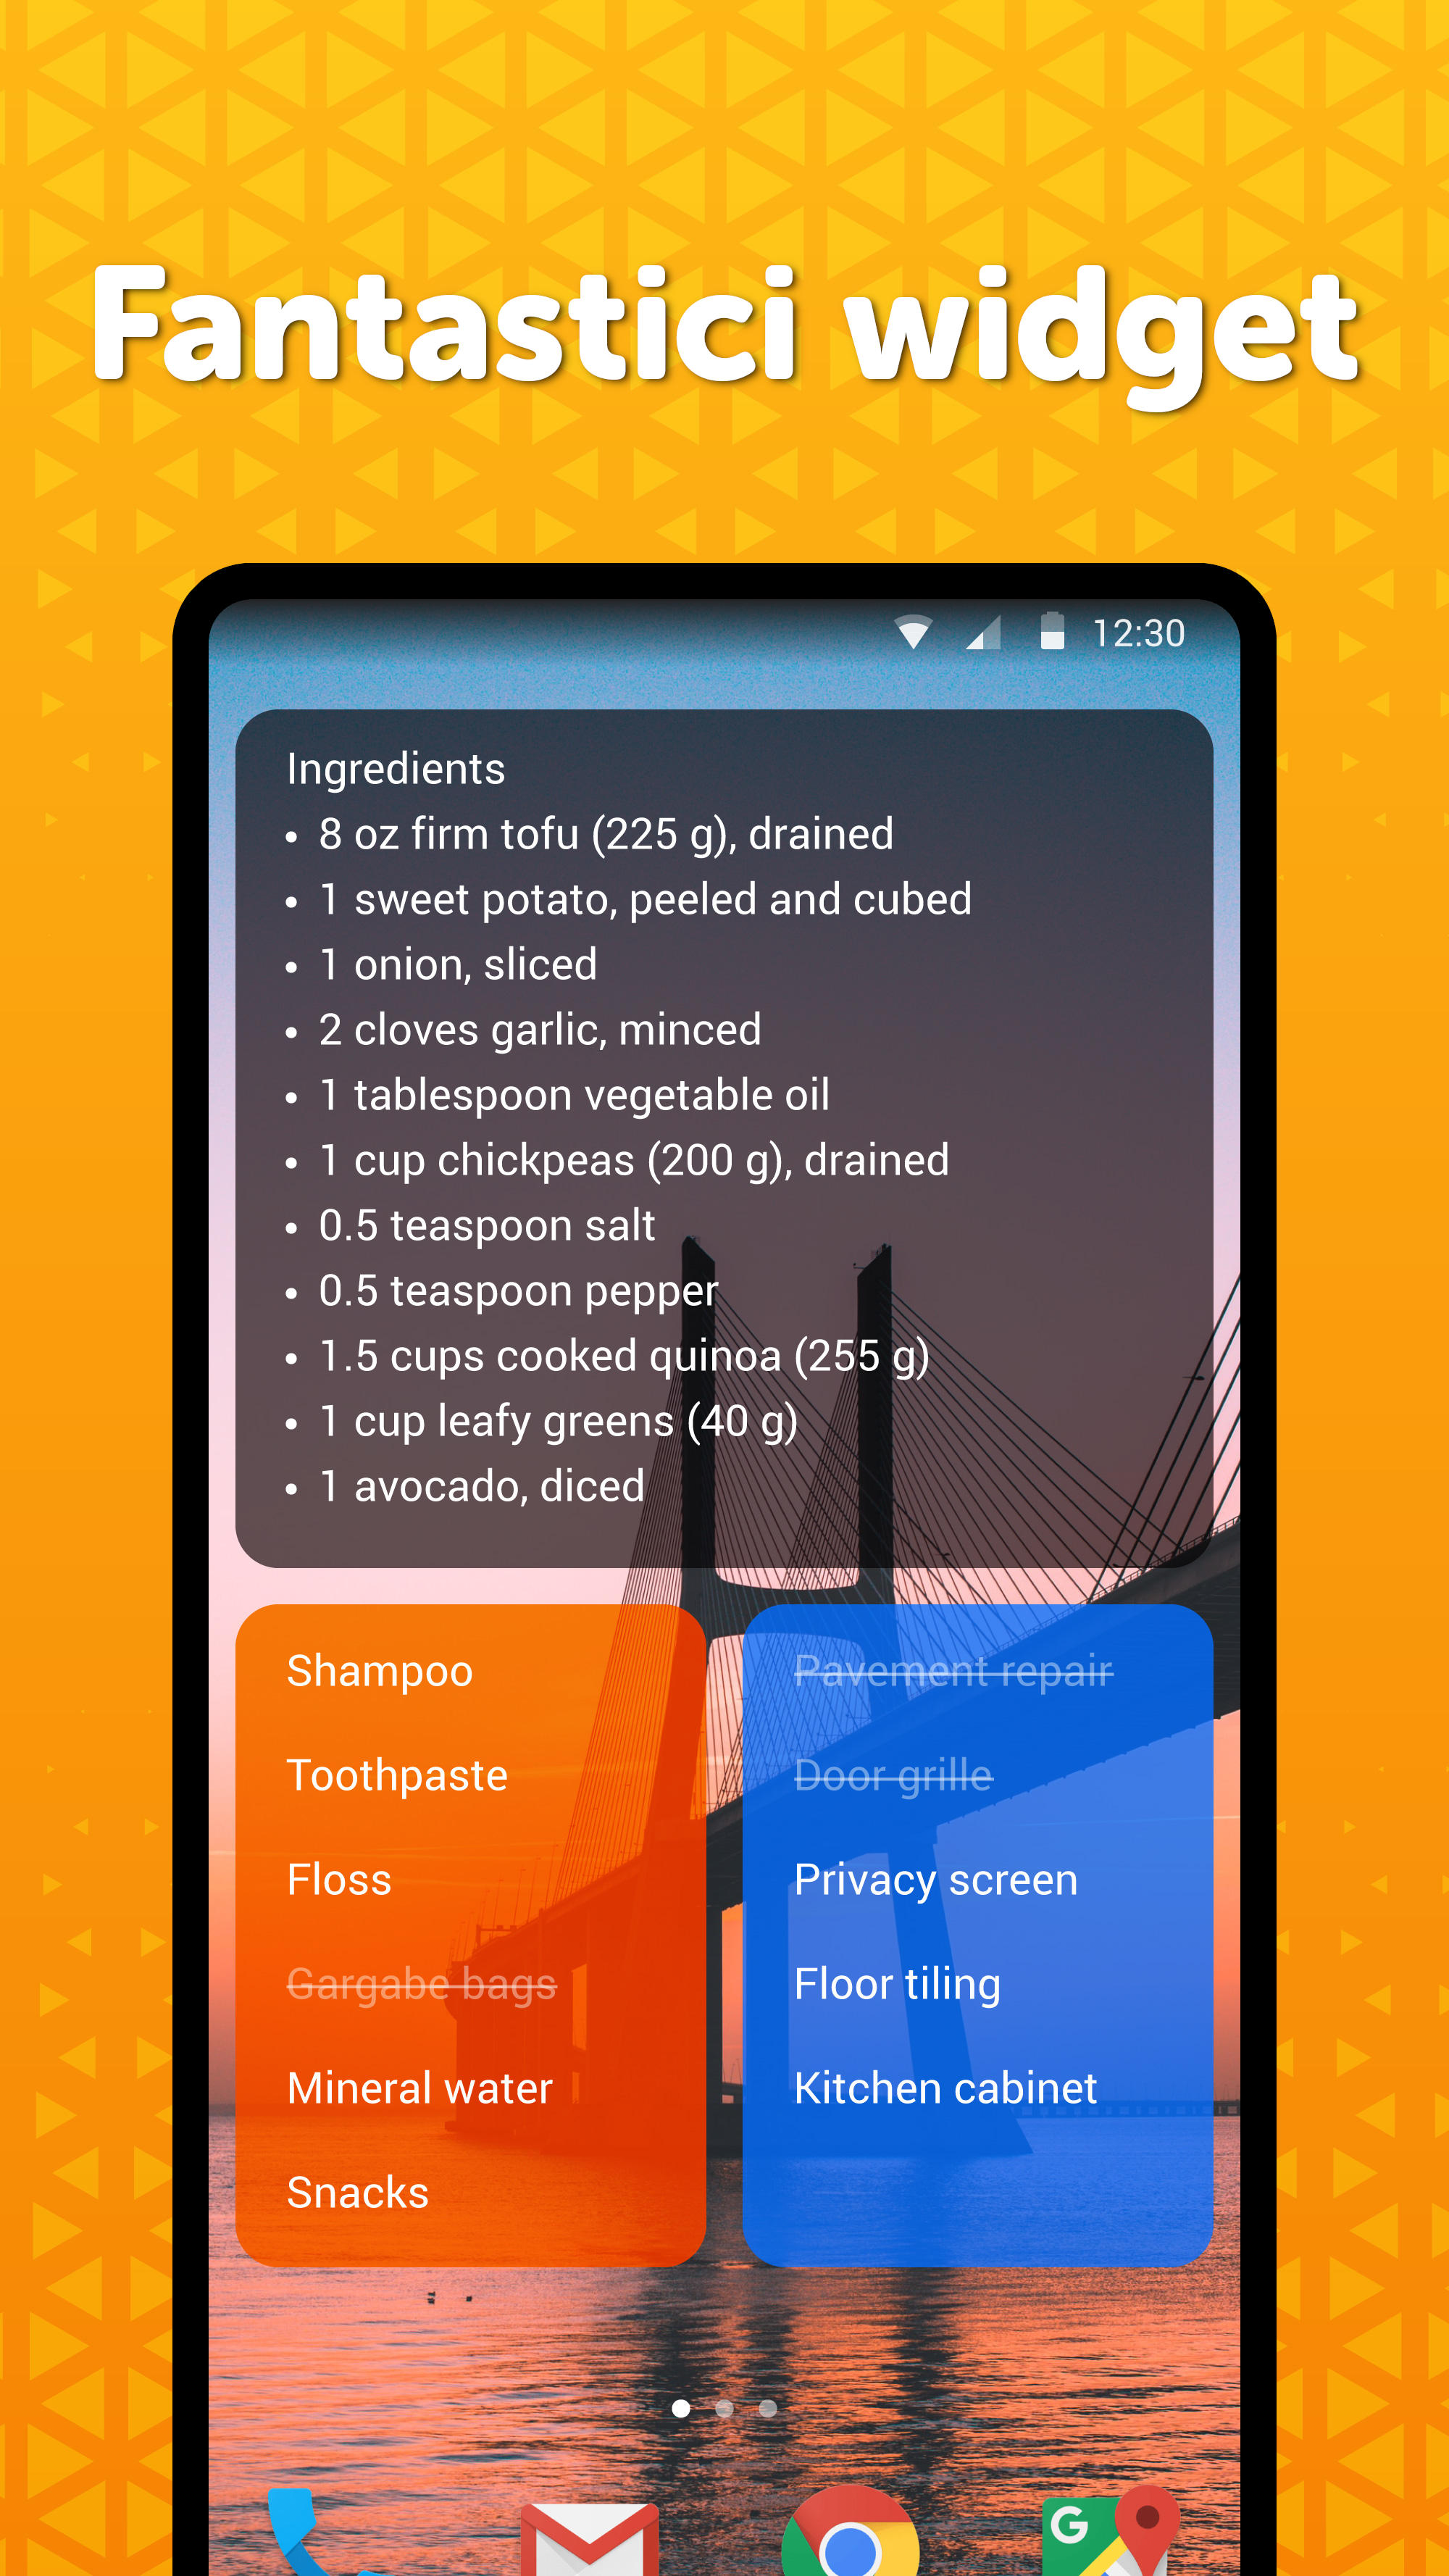 Fantastici widget
12:30
Ingredients
• 8 oz firm tofu (225 g), drained
• 1 sweet potato, peeled and cubed
• 1 onion, sliced
• 2 cloves garlic, minced
• 1 tablespoon vegetable oil
• 1 cup chickpeas (200 g), drained
• 0.5 teaspoon salt
• 0.5 teaspoon pepper
• 1.5 cups cooked quinoa (255 g)
• 1 cup leafy greens (40 g)
• 1 avocado, diced
Shampoo
Toothpaste
Floss
Gargabe bags
Mineral water
Snacks
Pavement repair
Door grille
Privacy screen
Floor tiling
Kitchen cabinet
G